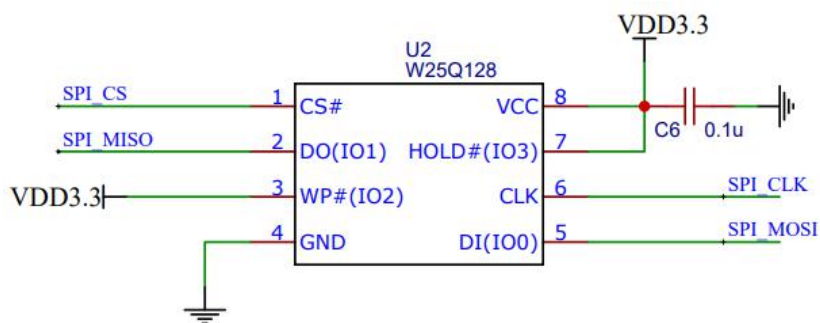 VDD3.3
U2
W25Q128
SPI_CS 1 CS# VCC 8
C6 0.1u
SPI_MISO 2 DO(IO1) HOLD#(IO3) 7
VDD3.3 3 WP#(IO2) CLK 6 SPI_CLK
4 GND DI(IO0) 5 SPI_MOSI